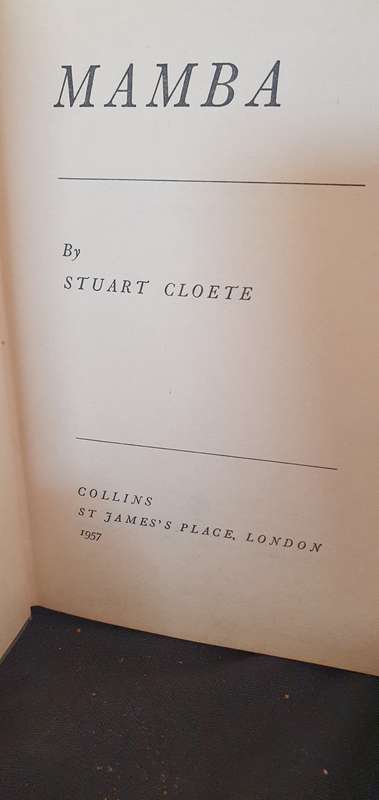 MAMBA
By
STUART CLOETE
COLLINS
ST JAMES'S PLACE, LONDON
1957